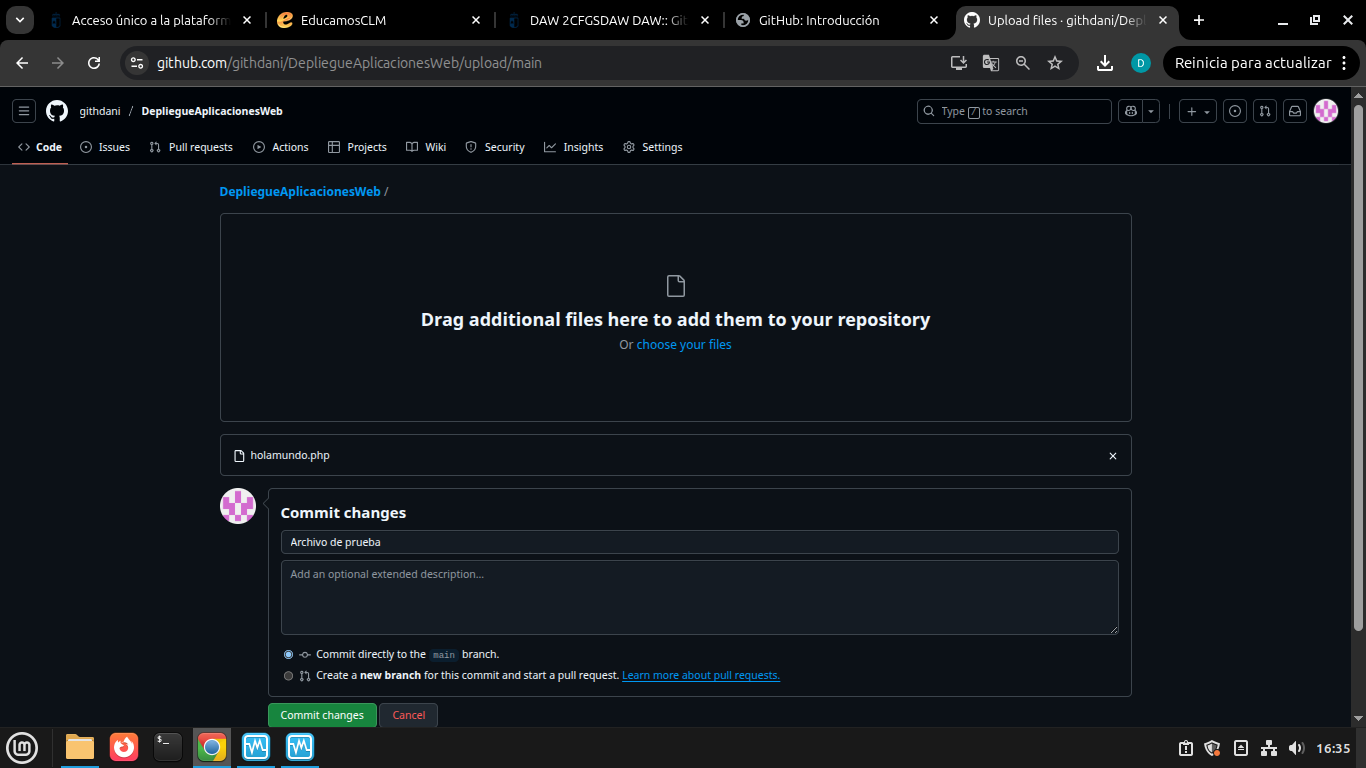 Acceso único a la plataform
EducamosCLM
DAW 2CFGSDAW DAW:: Git
GitHub: Introducción
Upload files · githdani/Depl
github.com/githdani/DepliegueAplicacionesWeb/upload/main
D
Reinicia para actualizar
githdani / DepliegueAplicacionesWeb
Type / to search
Code
Issues
Pull requests
Actions
Projects
Wiki
Security
Insights
Settings
DepliegueAplicacionesWeb /
Drag additional files here to add them to your repository
Or choose your files
holamundo.php
Commit changes
Archivo de prueba
Add an optional extended description...
Commit directly to the main branch.
Create a new branch for this commit and start a pull request. Learn more about pull requests.
Commit changes
Cancel
16:35